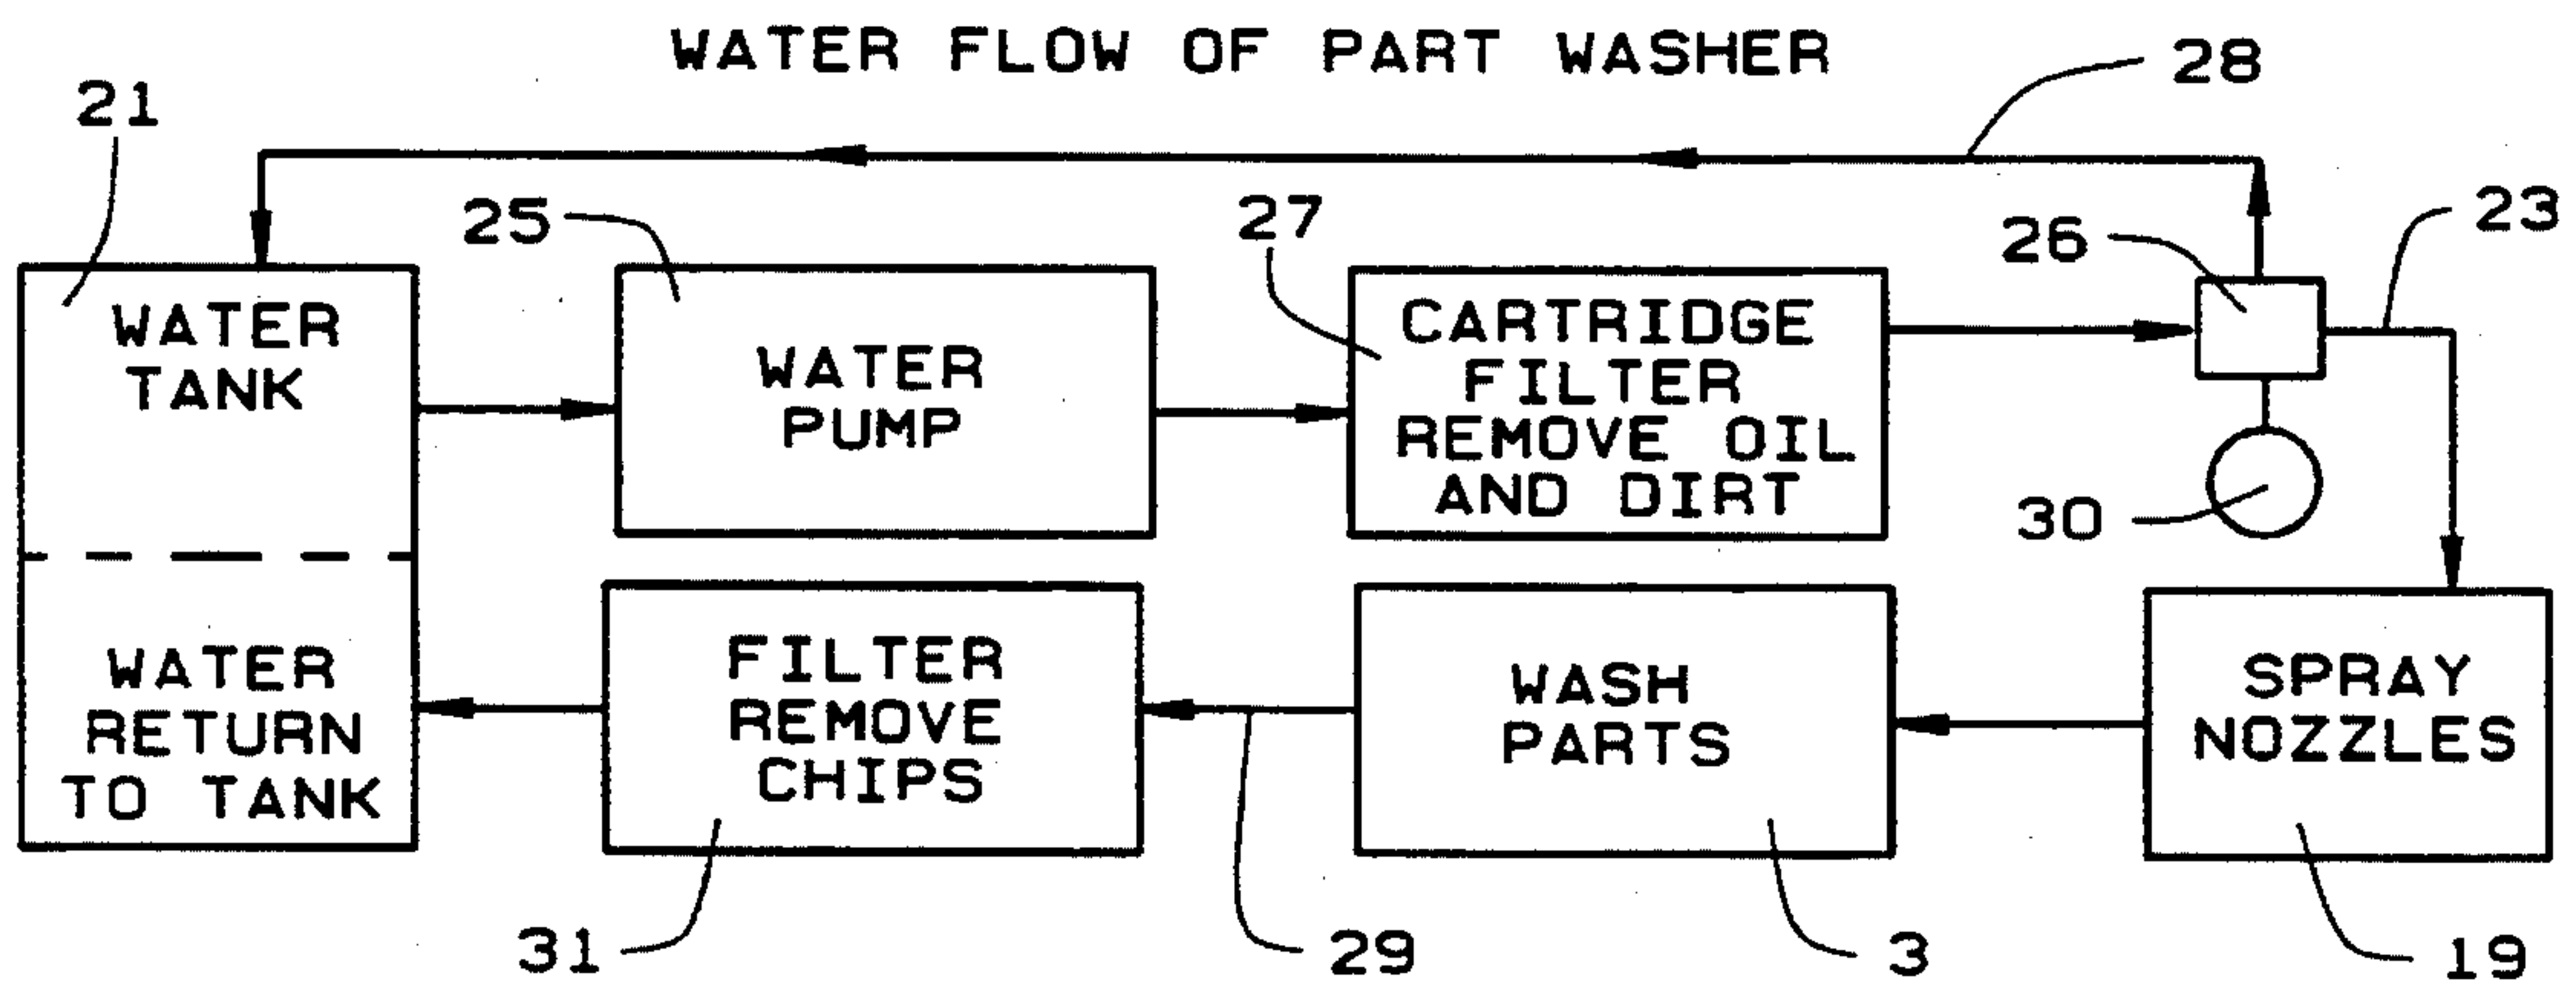 WATER FLOW OF PART WASHER
28
21
25
27
26
23
WATER
TANK
WATER
PUMP
CARTRIDGE
FILTER
REMOVE OIL
AND DIRT
30
WATER
RETURN
TO TANK
FILTER
REMOVE
CHIPS
WASH
PARTS
SPRAY
NOZZLES
31
29
3
19